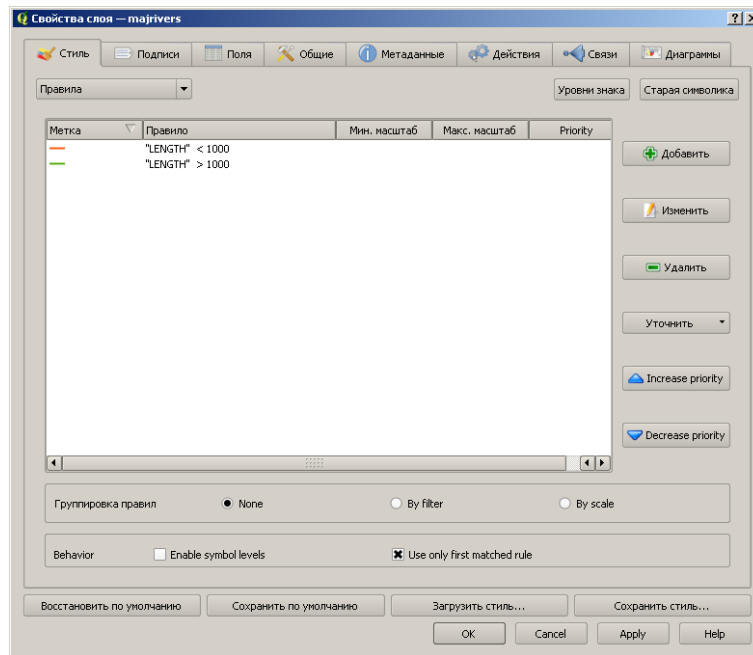 Свойства слоя — majrivers
Стиль Подписи Поля Общие Метаданные Действия Связи Диаграммы
Правила Уровни знака Старая символика
Метка Правило Мин. масштаб Макс. масштаб Priority
"LENGTH" < 1000
"LENGTH" > 1000
Добавить
Изменить
Удалить
Уточнить
Increase priority
Decrease priority
Группировка правил None By filter By scale
Behavior Enable symbol levels Use only first matched rule
Восстановить по умолчанию Сохранить по умолчанию Загрузить стиль... Сохранить стиль...
OK Cancel Apply Help